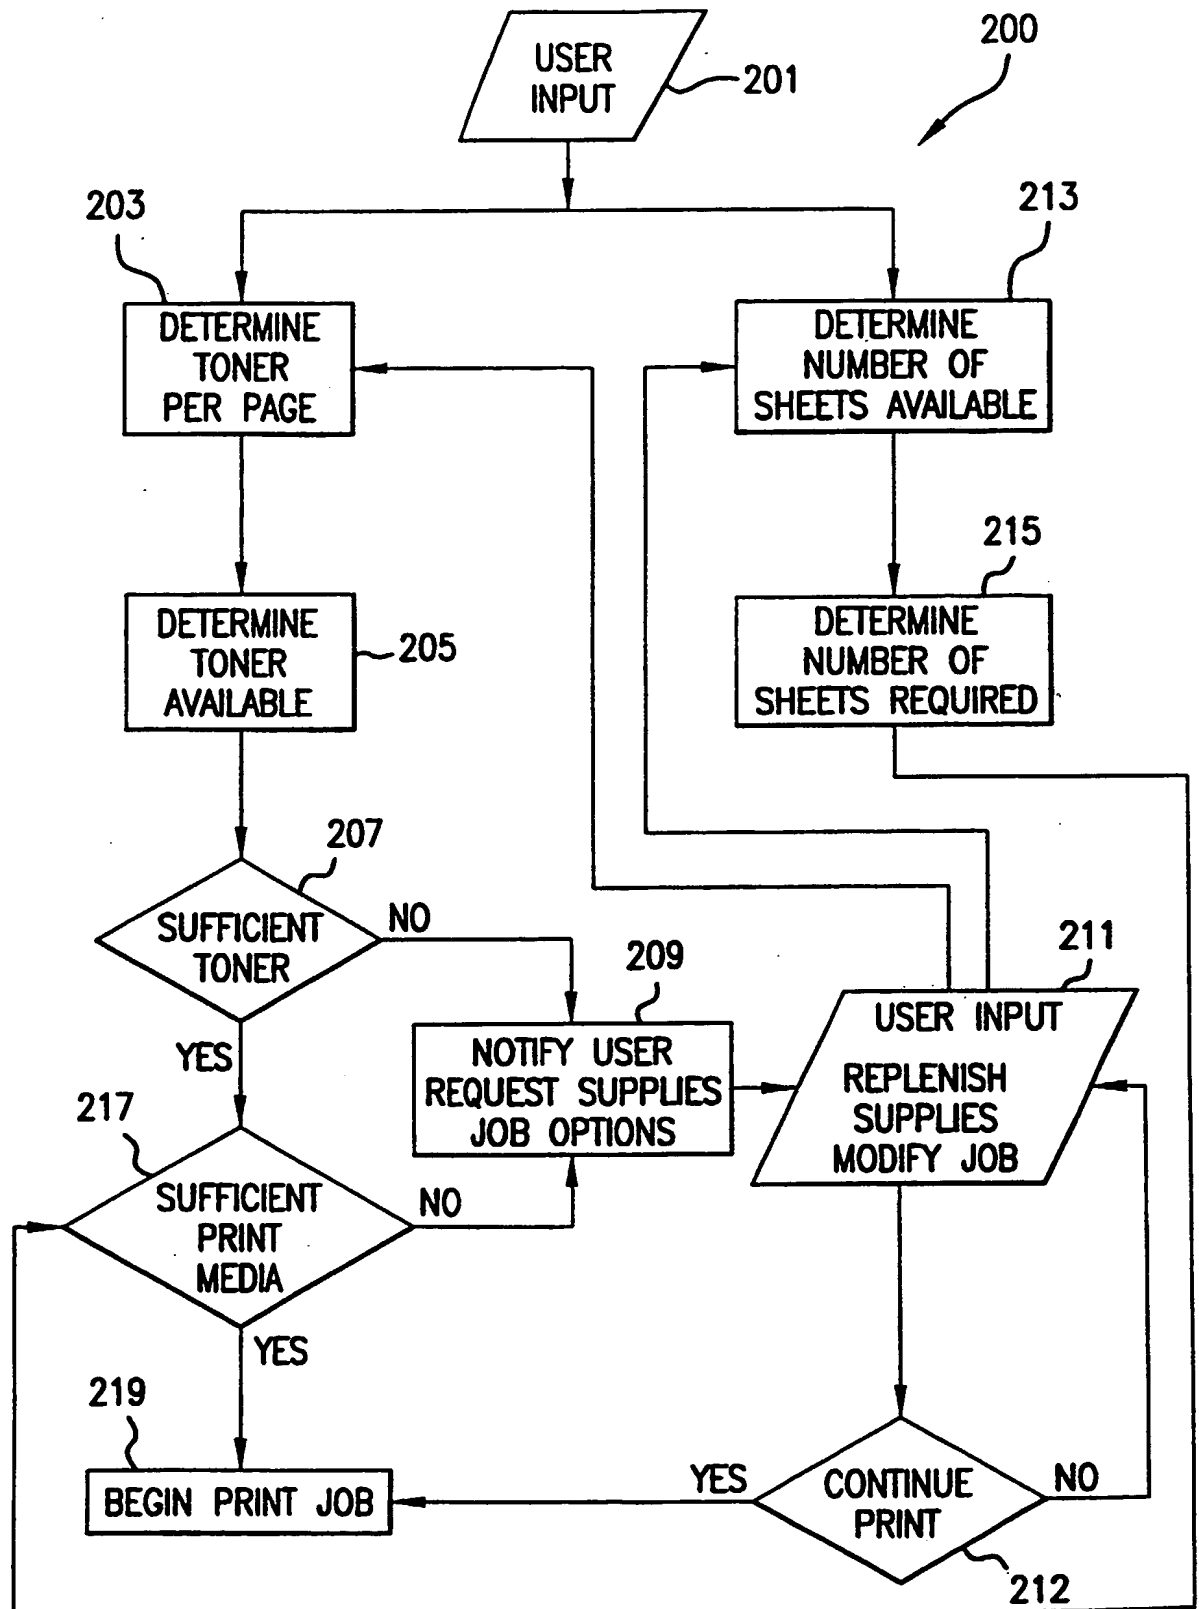 200
USER
INPUT
201
203
213
DETERMINE
TONER
PER PAGE
DETERMINE
NUMBER OF
SHEETS AVAILABLE
215
DETERMINE
TONER
AVAILABLE
205
DETERMINE
NUMBER OF
SHEETS REQUIRED
207
SUFFICIENT
TONER
NO
YES
209
NOTIFY USER
REQUEST SUPPLIES
JOB OPTIONS
211
USER INPUT
REPLENISH
SUPPLIES
MODIFY JOB
217
SUFFICIENT
PRINT
MEDIA
NO
YES
219
BEGIN PRINT JOB
YES
CONTINUE
PRINT
NO
212